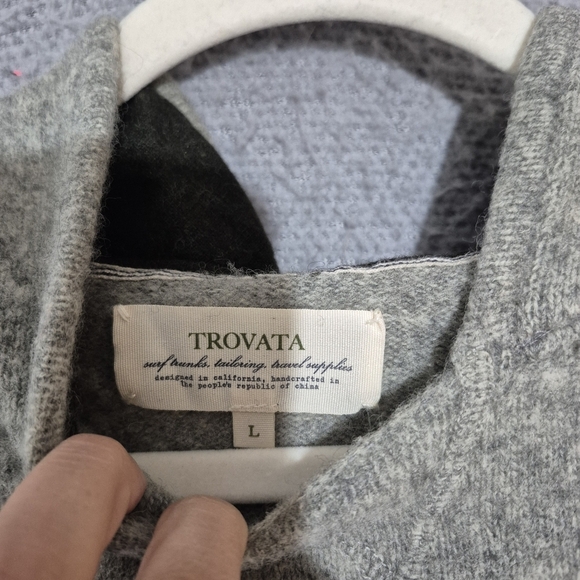 TROVATA
surf trunks. tailoring. travel supplies
designed in california, handcrafted in
the people's republic of china
L